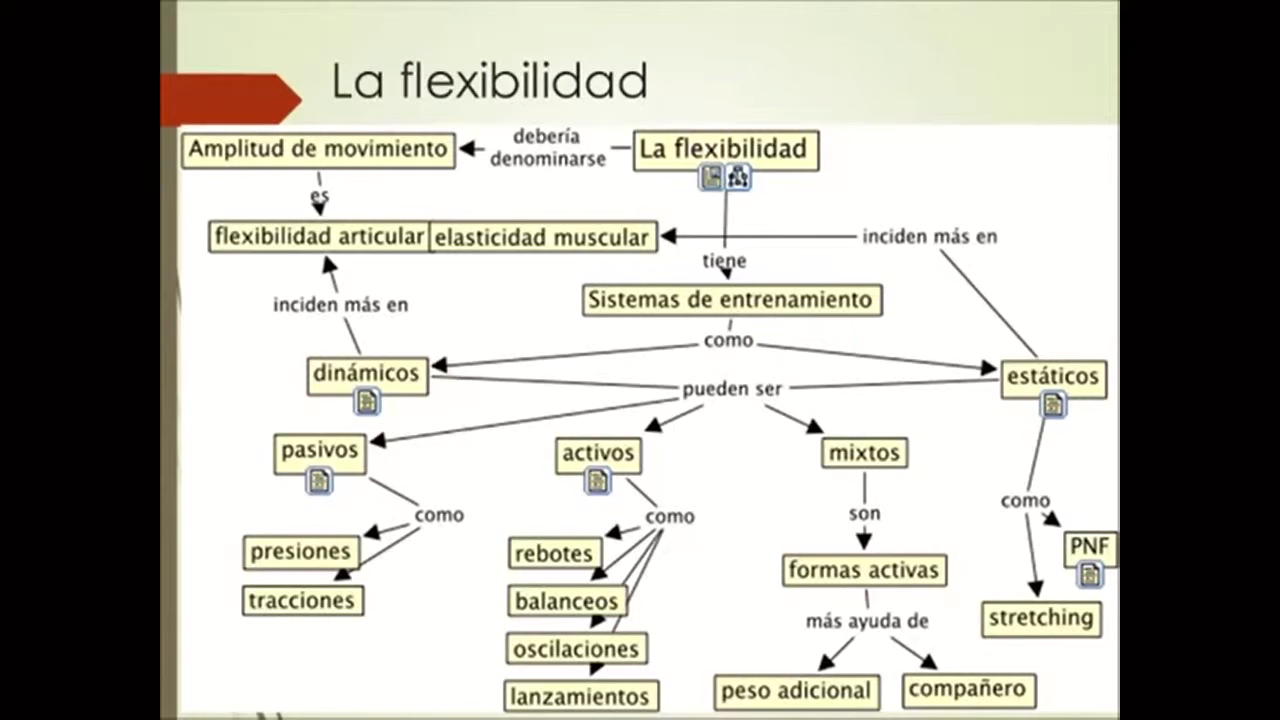 La flexibilidad
Amplitud de movimiento
debería
denominarse
La flexibilidad
es
flexibilidad articular
elasticidad muscular
inciden más en
tiene
inciden más en
Sistemas de entrenamiento
como
dinámicos
estáticos
pueden ser
pasivos
activos
mixtos
como
como
son
como
presiones
rebotes
formas activas
PNF
tracciones
balanceos
más ayuda de
stretching
oscilaciones
lanzamientos
peso adicional
compañero